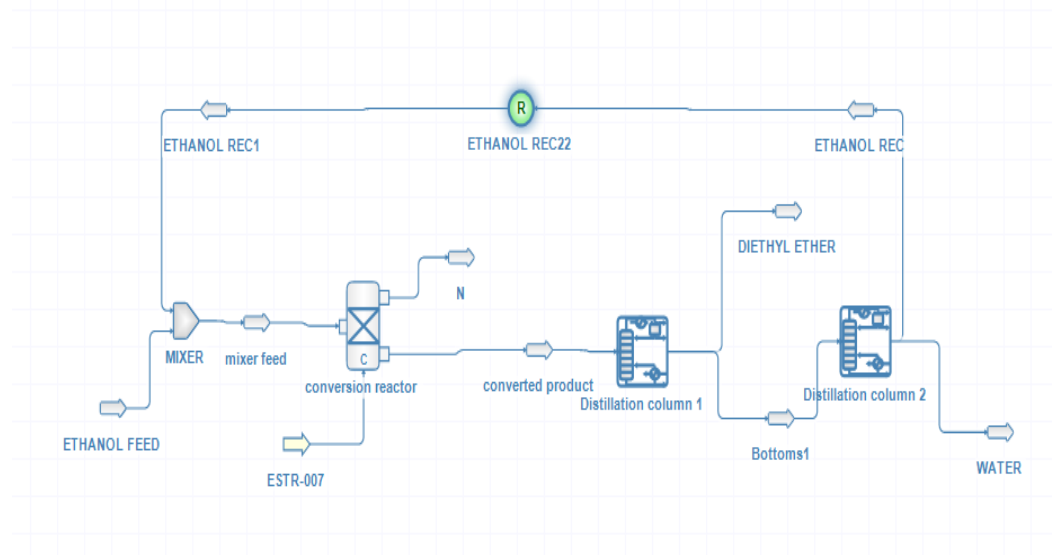 R
ETHANOL REC1
ETHANOL REC22
ETHANOL REC
DIETHYL ETHER
N
MIXER
mixer feed
C
conversion reactor
converted product
Distillation column 1
Distillation column 2
ETHANOL FEED
Bottoms1
ESTR-007
WATER